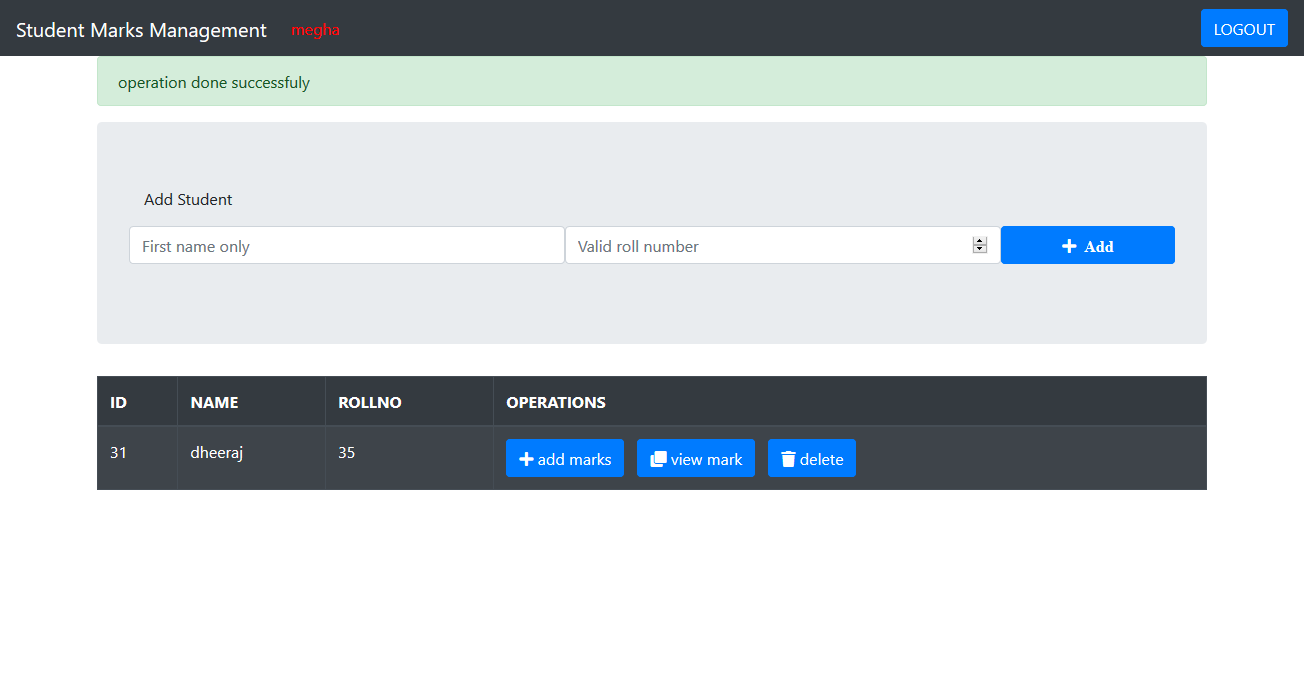 Student Marks Management megha LOGOUT
operation done successfuly
Add Student
First name only Valid roll number Add
ID NAME ROLLNO OPERATIONS
31 dheeraj 35 add marks view mark delete